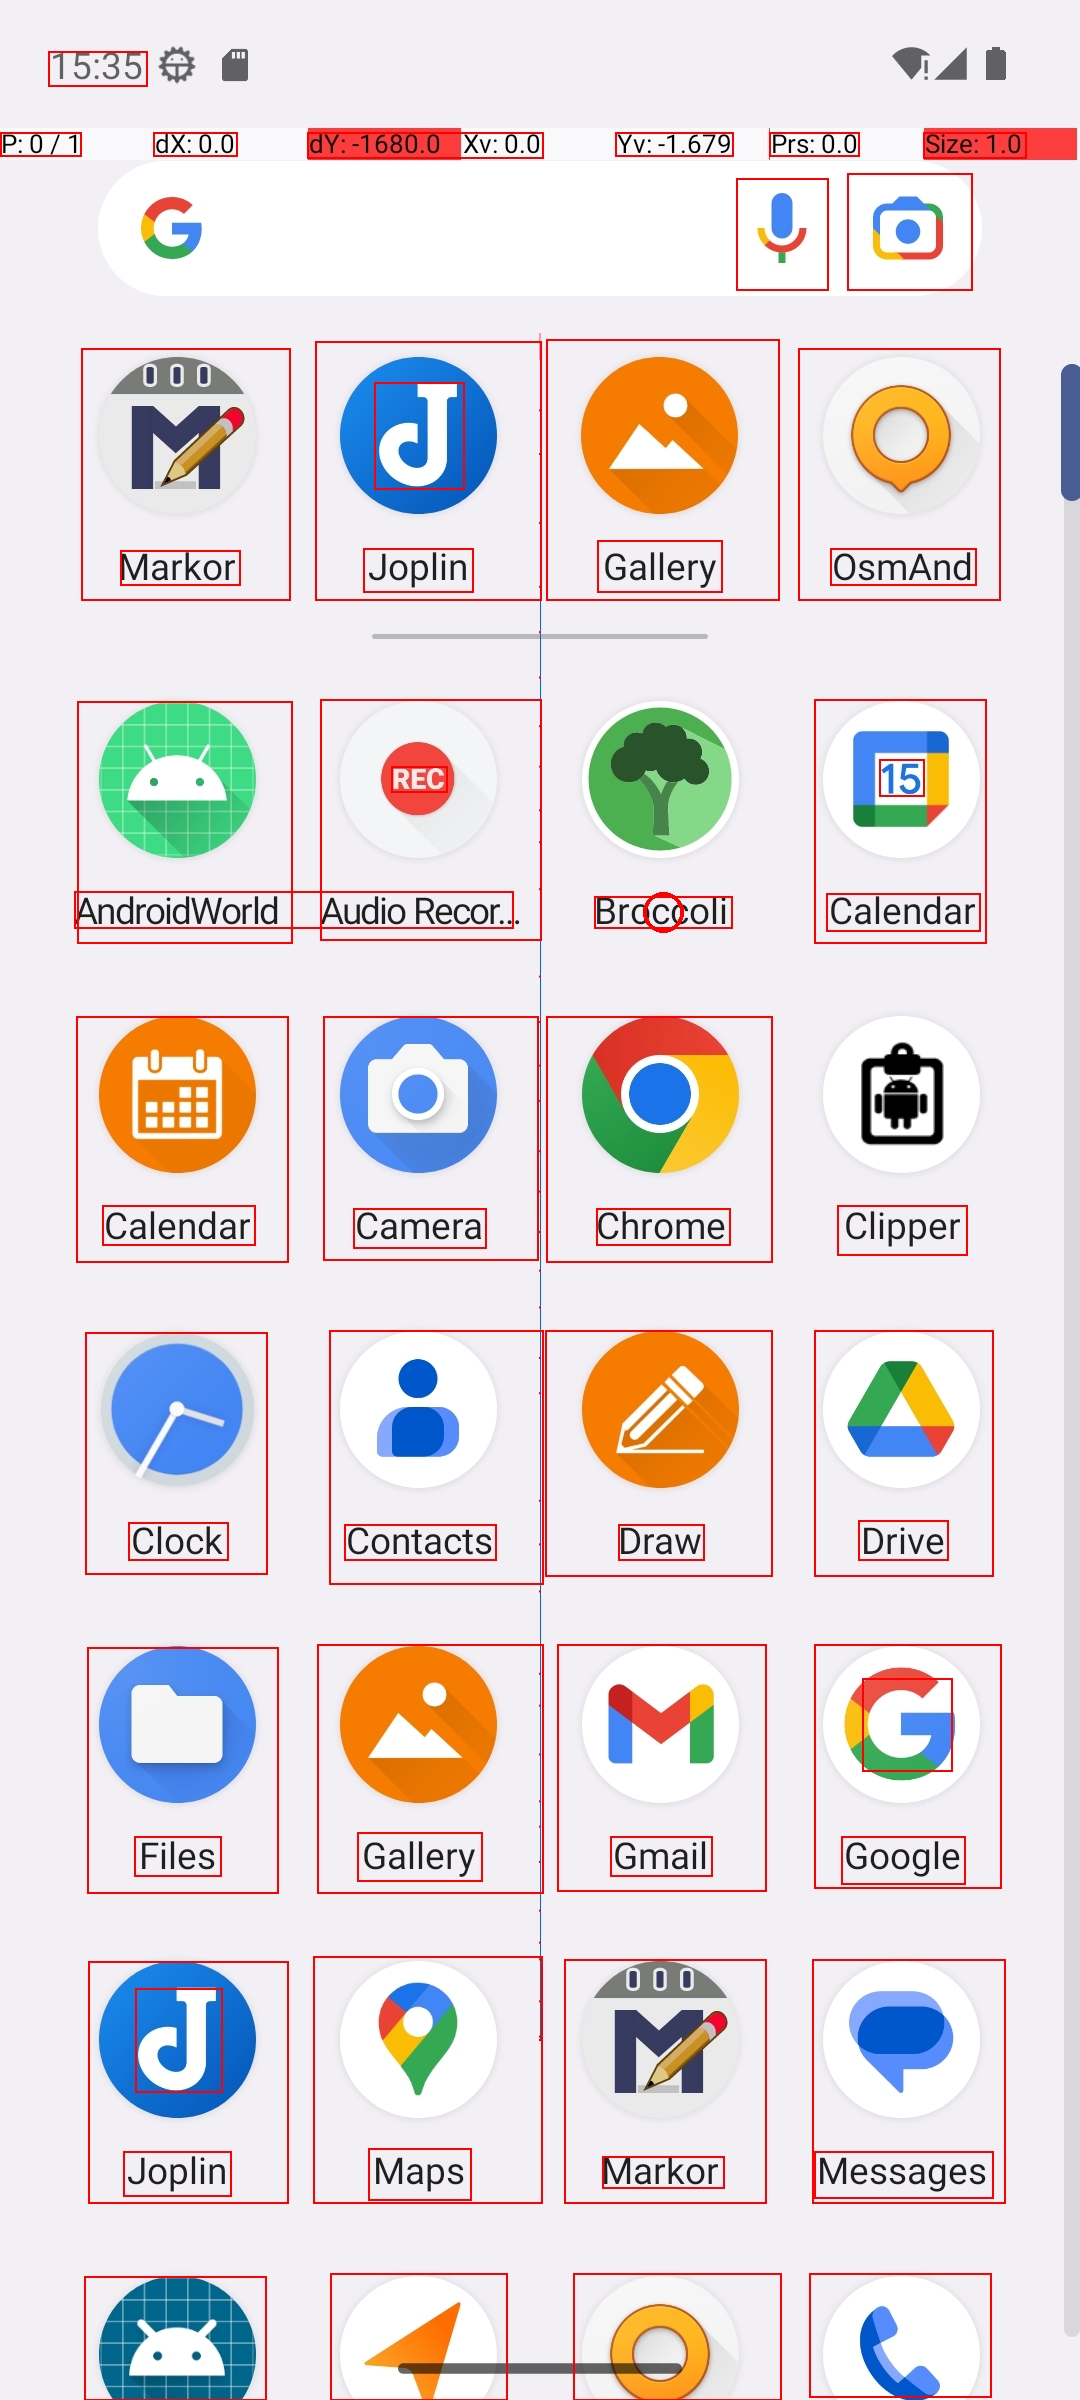 15:35
P: 0 / 1 dX: 0.0 dY: -1680.0 Xv: 0.0 Yv: -1.679 Prs: 0.0 Size: 1.0
Markor Joplin Gallery OsmAnd
REC 15
AndroidWorld Audio Recor... Broccoli Calendar
Calendar Camera Chrome Clipper
Clock Contacts Draw Drive
Files Gallery Gmail Google
Joplin Maps Markor Messages